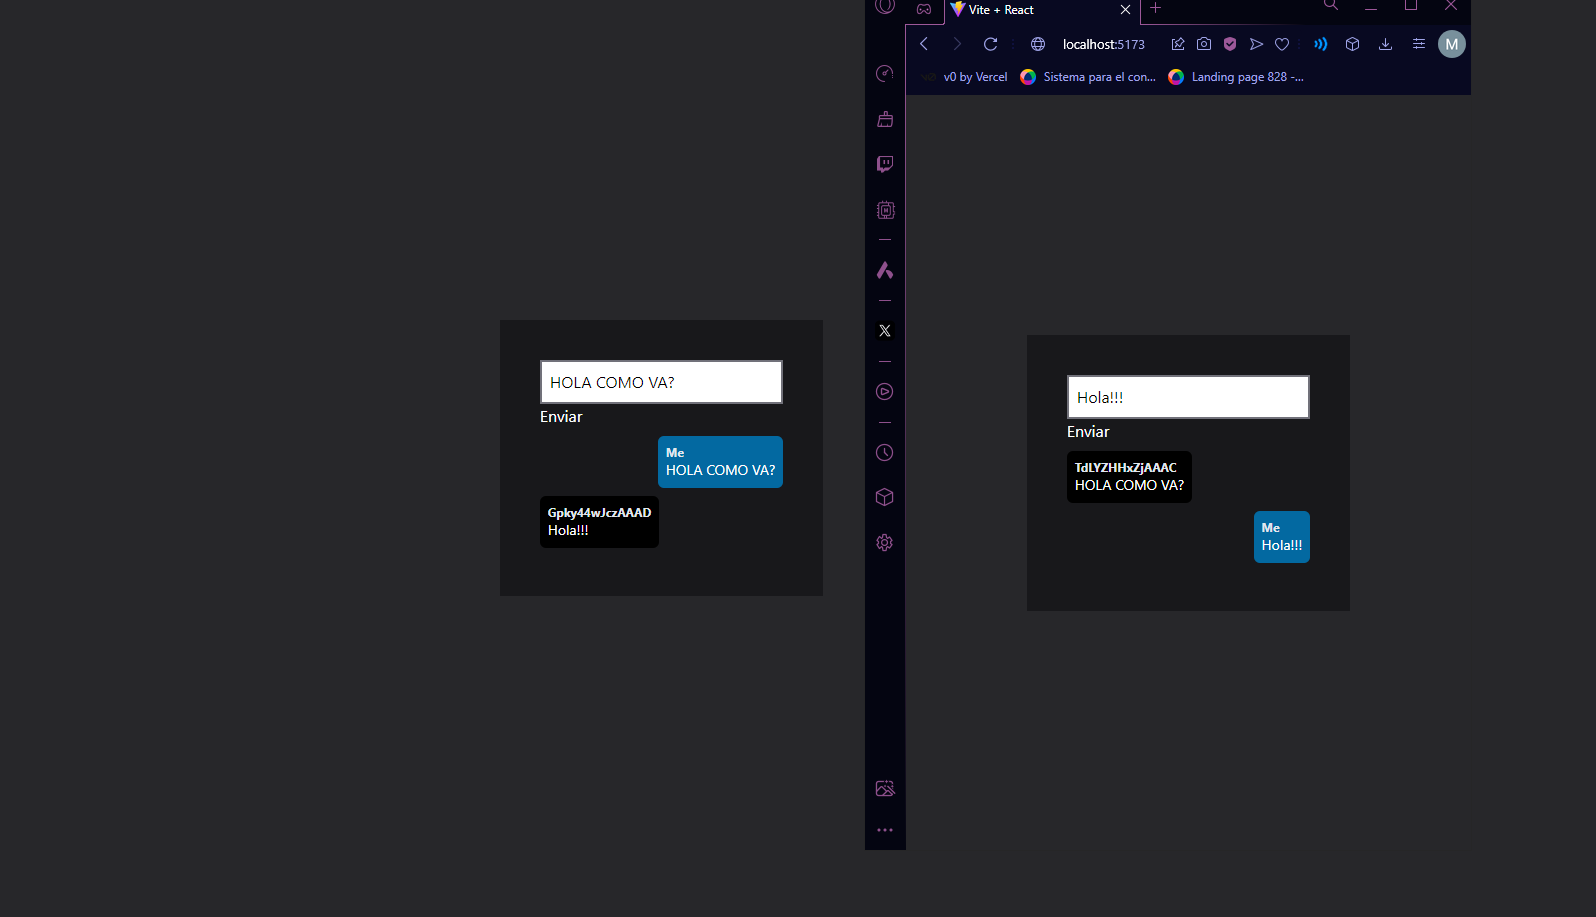 Vite + React
localhost:5173
v0 by Vercel
Sistema para el con...
Landing page 828 -...
M
HOLA COMO VA?
Enviar
Me
HOLA COMO VA?
Gpky44wJczAAAD
Hola!!!
Hola!!!
Enviar
TdLYZHHxZjAAAC
HOLA COMO VA?
Me
Hola!!!